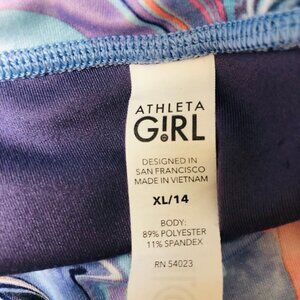 ATHLETA
G!RL
DESIGNED IN
SAN FRANCISCO
MADE IN VIETNAM
XL/14
BODY:
89% POLYESTER
11% SPANDEX
RN 54023